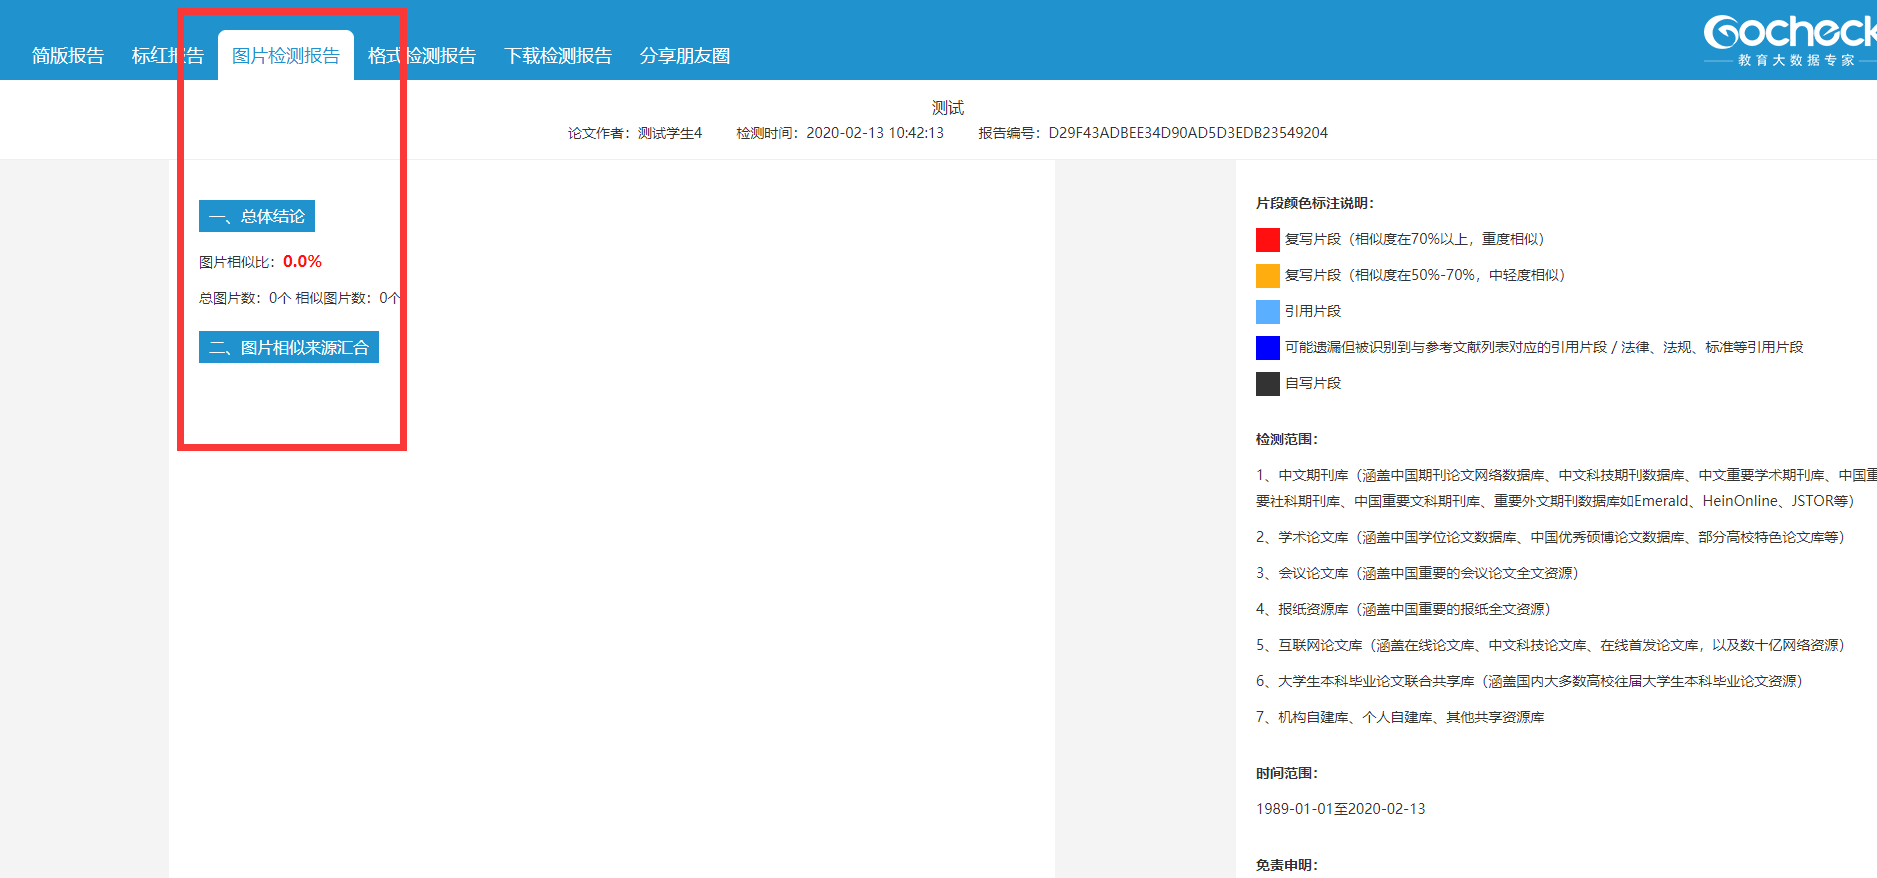 简版报告 标红报告 图片检测报告 格式检测报告 下载检测报告 分享朋友圈
Gocheck
教育大数据专家
测试
论文作者：测试学生4 检测时间：2020-02-13 10:42:13 报告编号：D29F43ADBEE34D90AD5D3EDB23549204
一、总体结论
图片相似比：0.0%
总图片数：0个 相似图片数：0个
二、图片相似来源汇合
片段颜色标注说明：
复写片段（相似度在70%以上，重度相似）
复写片段（相似度在50%-70%，中轻度相似）
引用片段
可能遗漏但被识别到与参考文献列表对应的引用片段 / 法律、法规、标准等引用片段
自写片段
检测范围：
1、中文期刊库（涵盖中国期刊论文网络数据库、中文科技期刊数据库、中文重要学术期刊库、中国重
要社科期刊库、中国重要文科期刊库、重要外文期刊数据库如Emerald、HeinOnline、JSTOR等）
2、学术论文库（涵盖中国学位论文数据库、中国优秀硕博论文数据库、部分高校特色论文库等）
3、会议论文库（涵盖中国重要的会议论文全文资源）
4、报纸资源库（涵盖中国重要的报纸全文资源）
5、互联网论文库（涵盖在线论文库、中文科技论文库、在线首发论文库，以及数十亿网络资源）
6、大学生本科毕业论文联合共享库（涵盖国内大多数高校往届大学生本科毕业论文资源）
7、机构自建库、个人自建库、其他共享资源库
时间范围：
1989-01-01至2020-02-13
免责申明：